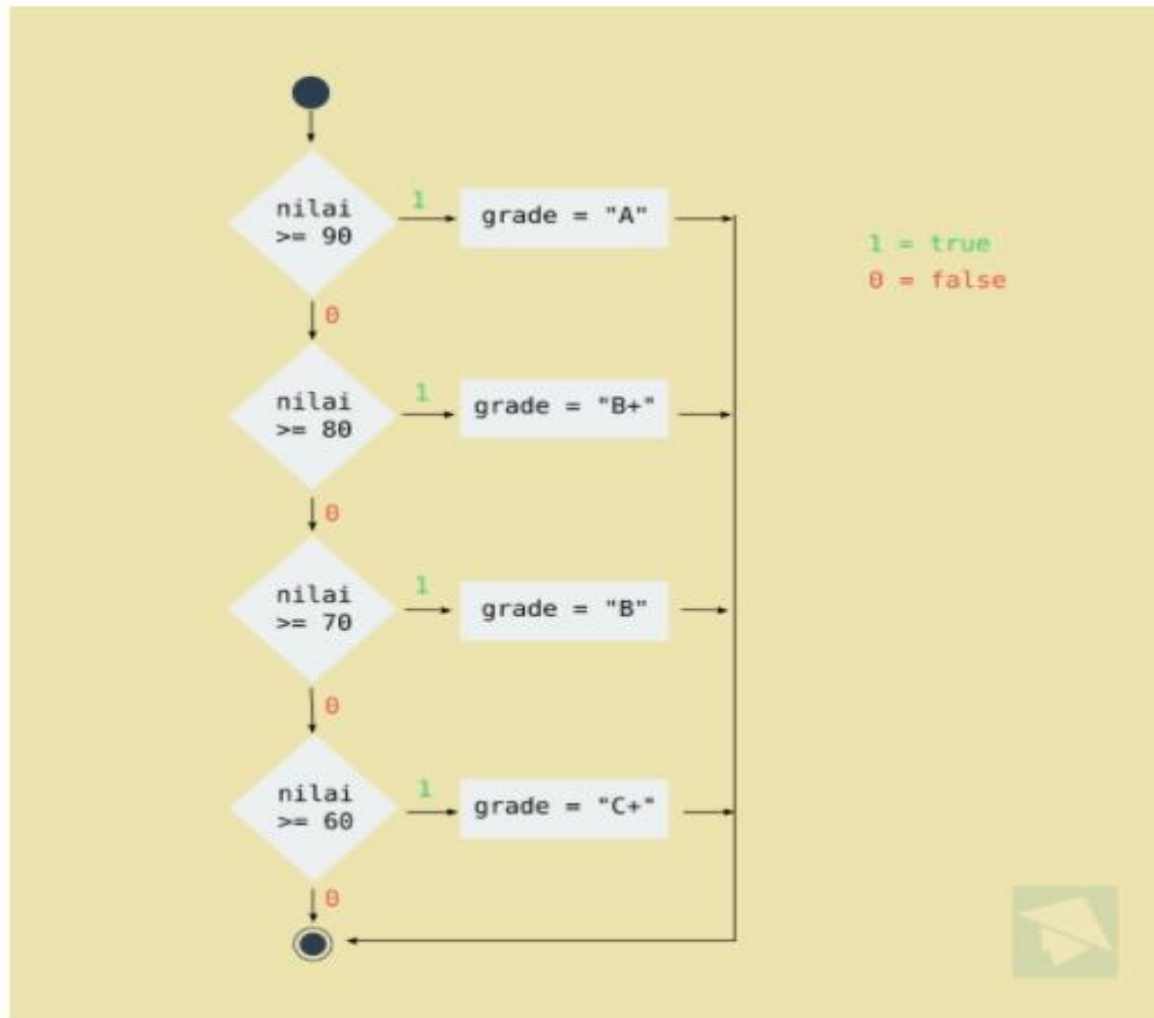 nilai
>= 90
1
grade = "A"
1 = true
0 = false
0
nilai
>= 80
1
grade = "B+"
0
nilai
>= 70
1
grade = "B"
0
nilai
>= 60
1
grade = "C+"
0